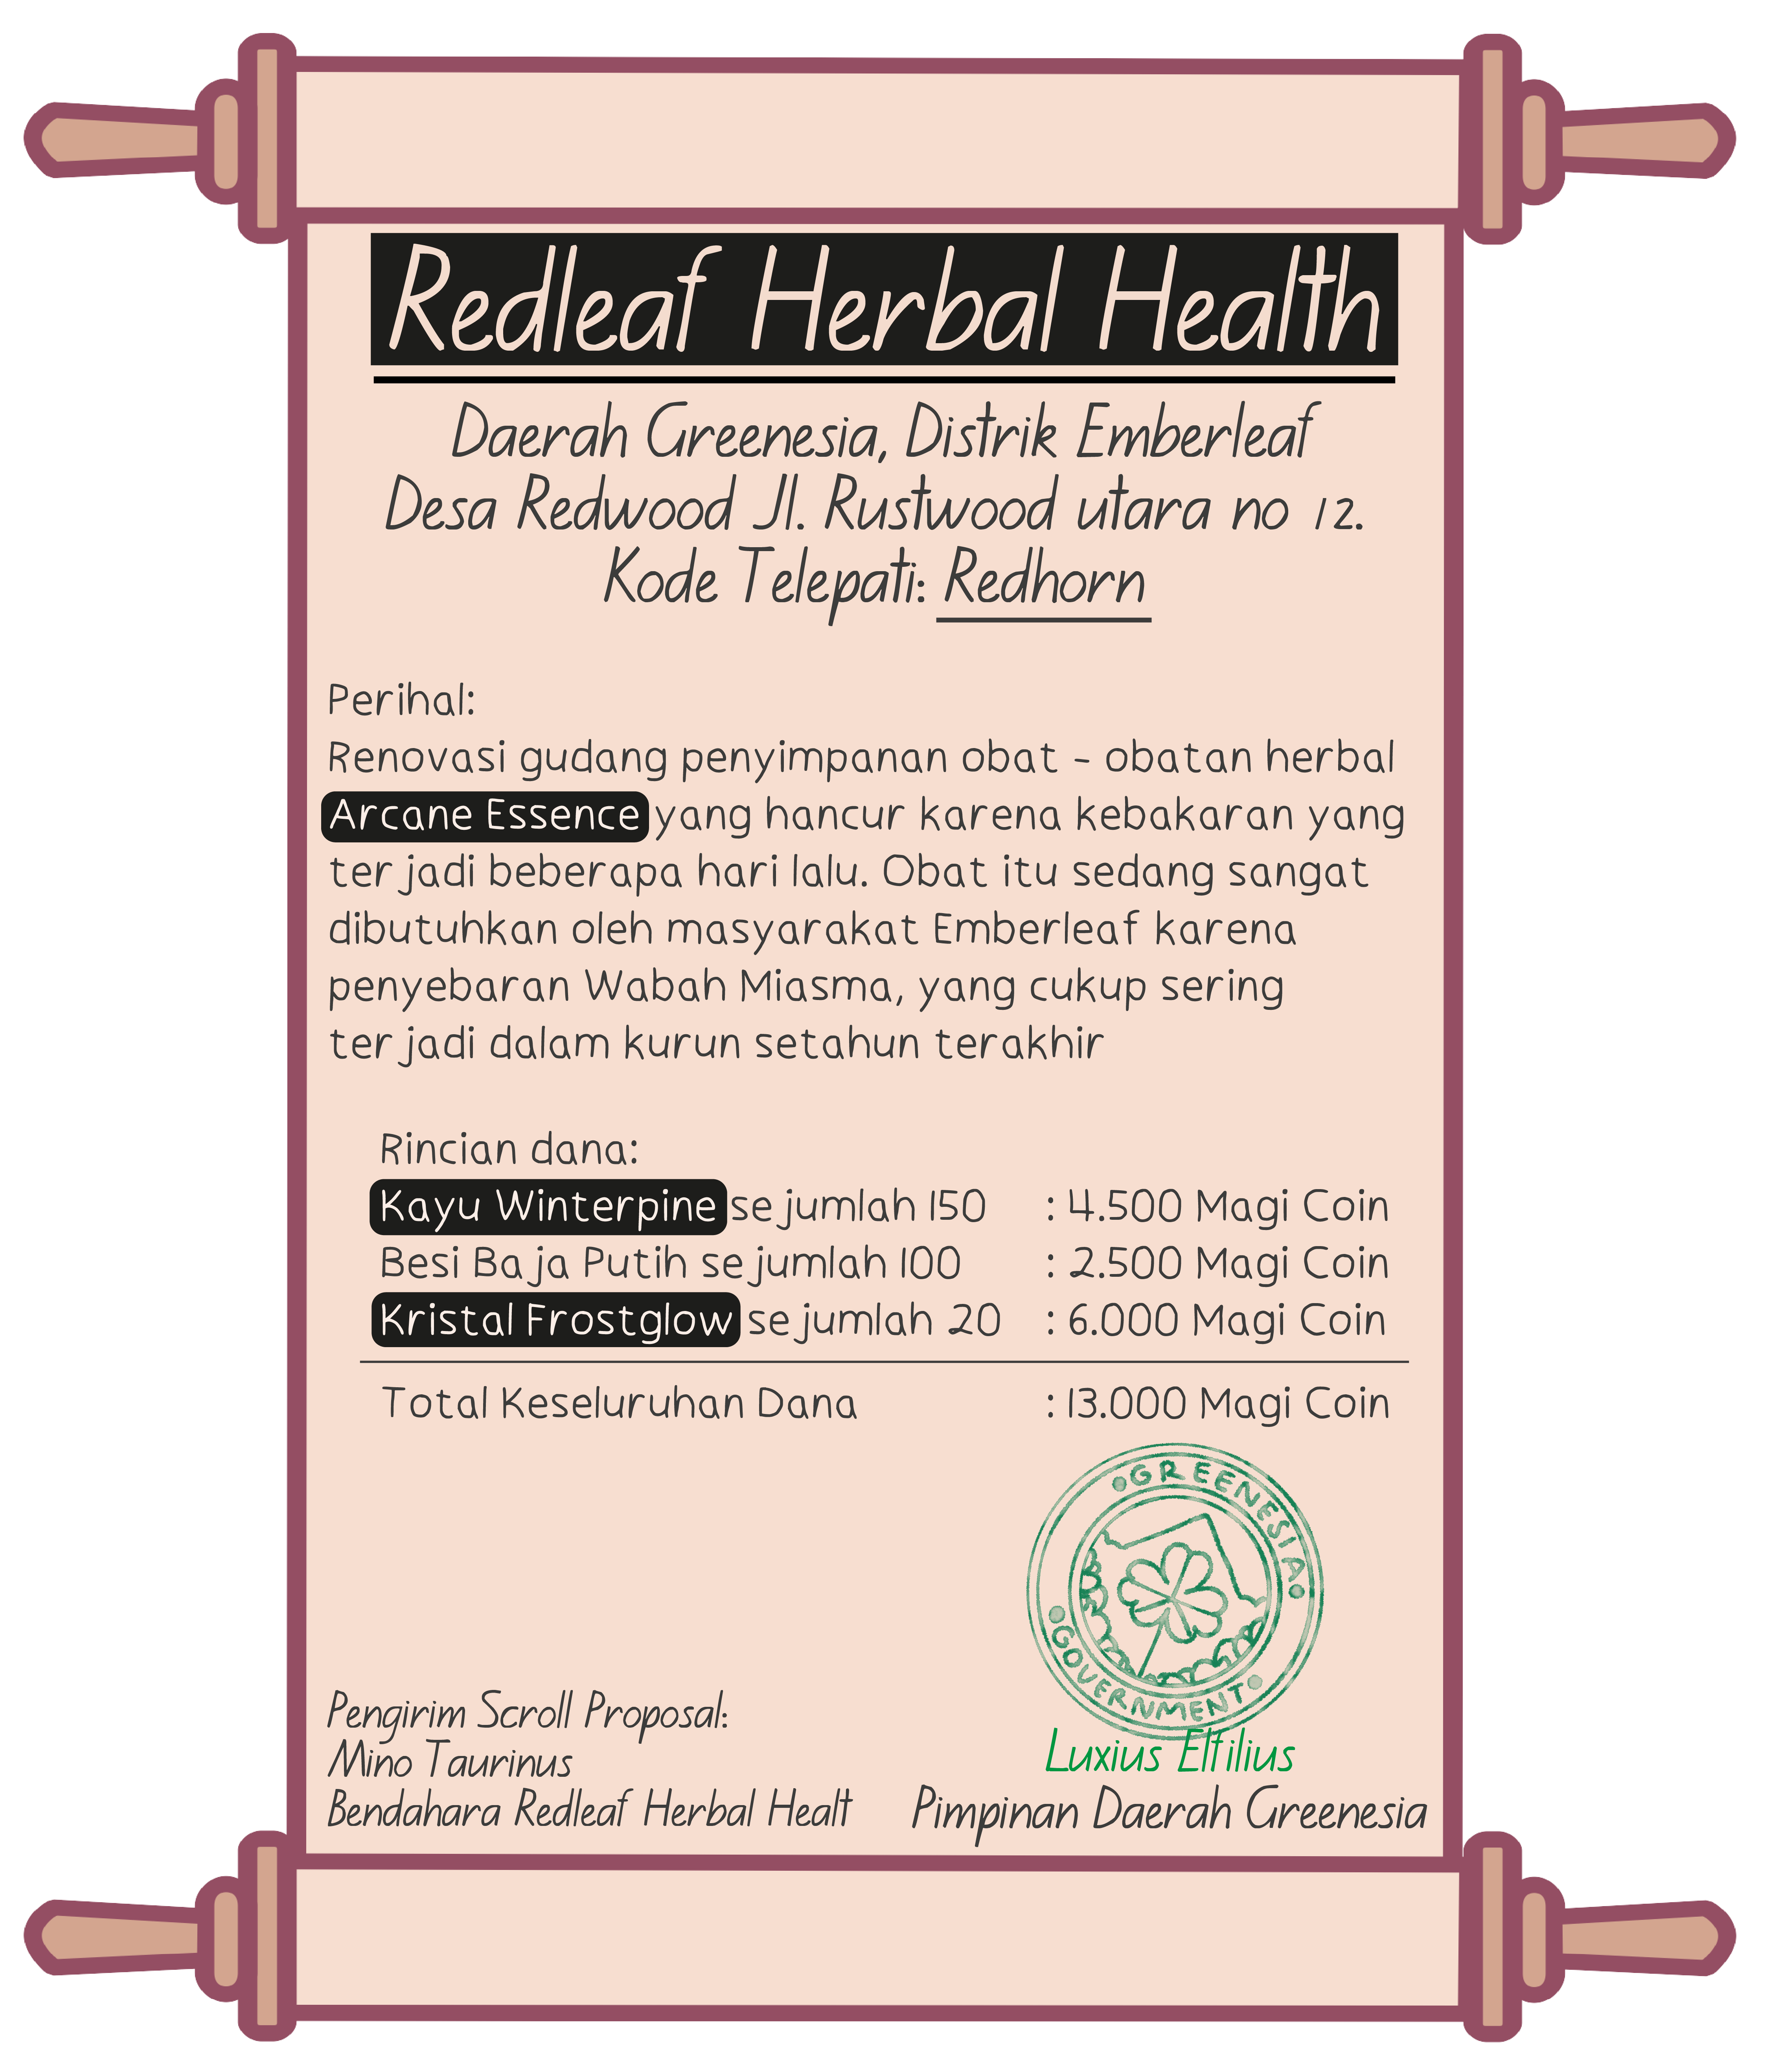 Redleaf Herbal Health
Daerah Greenesia, Distrik Emberleaf
Desa Redwood Jl. Rustwood utara no 12.
Kode Telepati: Redhorn
Perihal:
Renovasi gudang penyimpanan obat - obatan herbal
Arcane Essence yang hancur karena kebakaran yang
terjadi beberapa hari lalu. Obat itu sedang sangat
dibutuhkan oleh masyarakat Emberleaf karena
penyebaran Wabah Miasma, yang cukup sering
terjadi dalam kurun setahun terakhir
Rincian dana:
Kayu Winterpine sejumlah 150 : 4.500 Magi Coin
Besi Baja Putih sejumlah 100 : 2.500 Magi Coin
Kristal Frostglow sejumlah 20 : 6.000 Magi Coin
Total Keseluruhan Dana : 13.000 Magi Coin
GREENESIA
GOVERNMENT
Pengirim Scroll Proposal:
Mino Taurinus
Bendahara Redleaf Herbal Healt
Luxius Elfilius
Pimpinan Daerah Greenesia